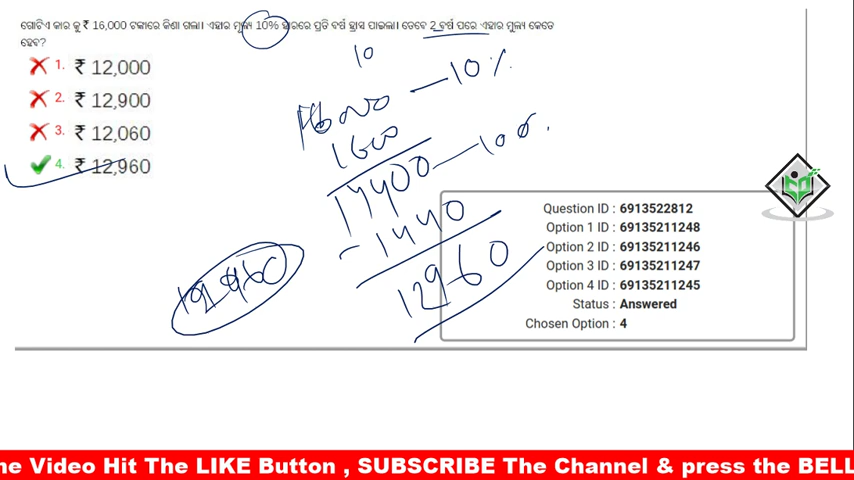 ଗୋଟିଏ କାର କୁ ₹ 16,000 ଟଙ୍କାରେ କିଣା ଗଲା। ଏହାର ମୂଲ୍ୟ 10% ହାରରେ ପ୍ରତି ବର୍ଷ ହ୍ରାସ ପାଇଲା। ତେବେ 2 ବର୍ଷ ପରେ ଏହାର ମୂଲ୍ୟ କେତେ
ହେବ?
1. ₹ 12,000
2. ₹ 12,900
3. ₹ 12,060
4. ₹ 12,960
10
16000 — 10%
1600
14400 — 10%
- 1440
12960
12960
Question ID : 6913522812
Option 1 ID : 69135211248
Option 2 ID : 69135211246
Option 3 ID : 69135211247
Option 4 ID : 69135211245
Status : Answered
Chosen Option : 4
he Video Hit The LIKE Button , SUBSCRIBE The Channel & press the BELL